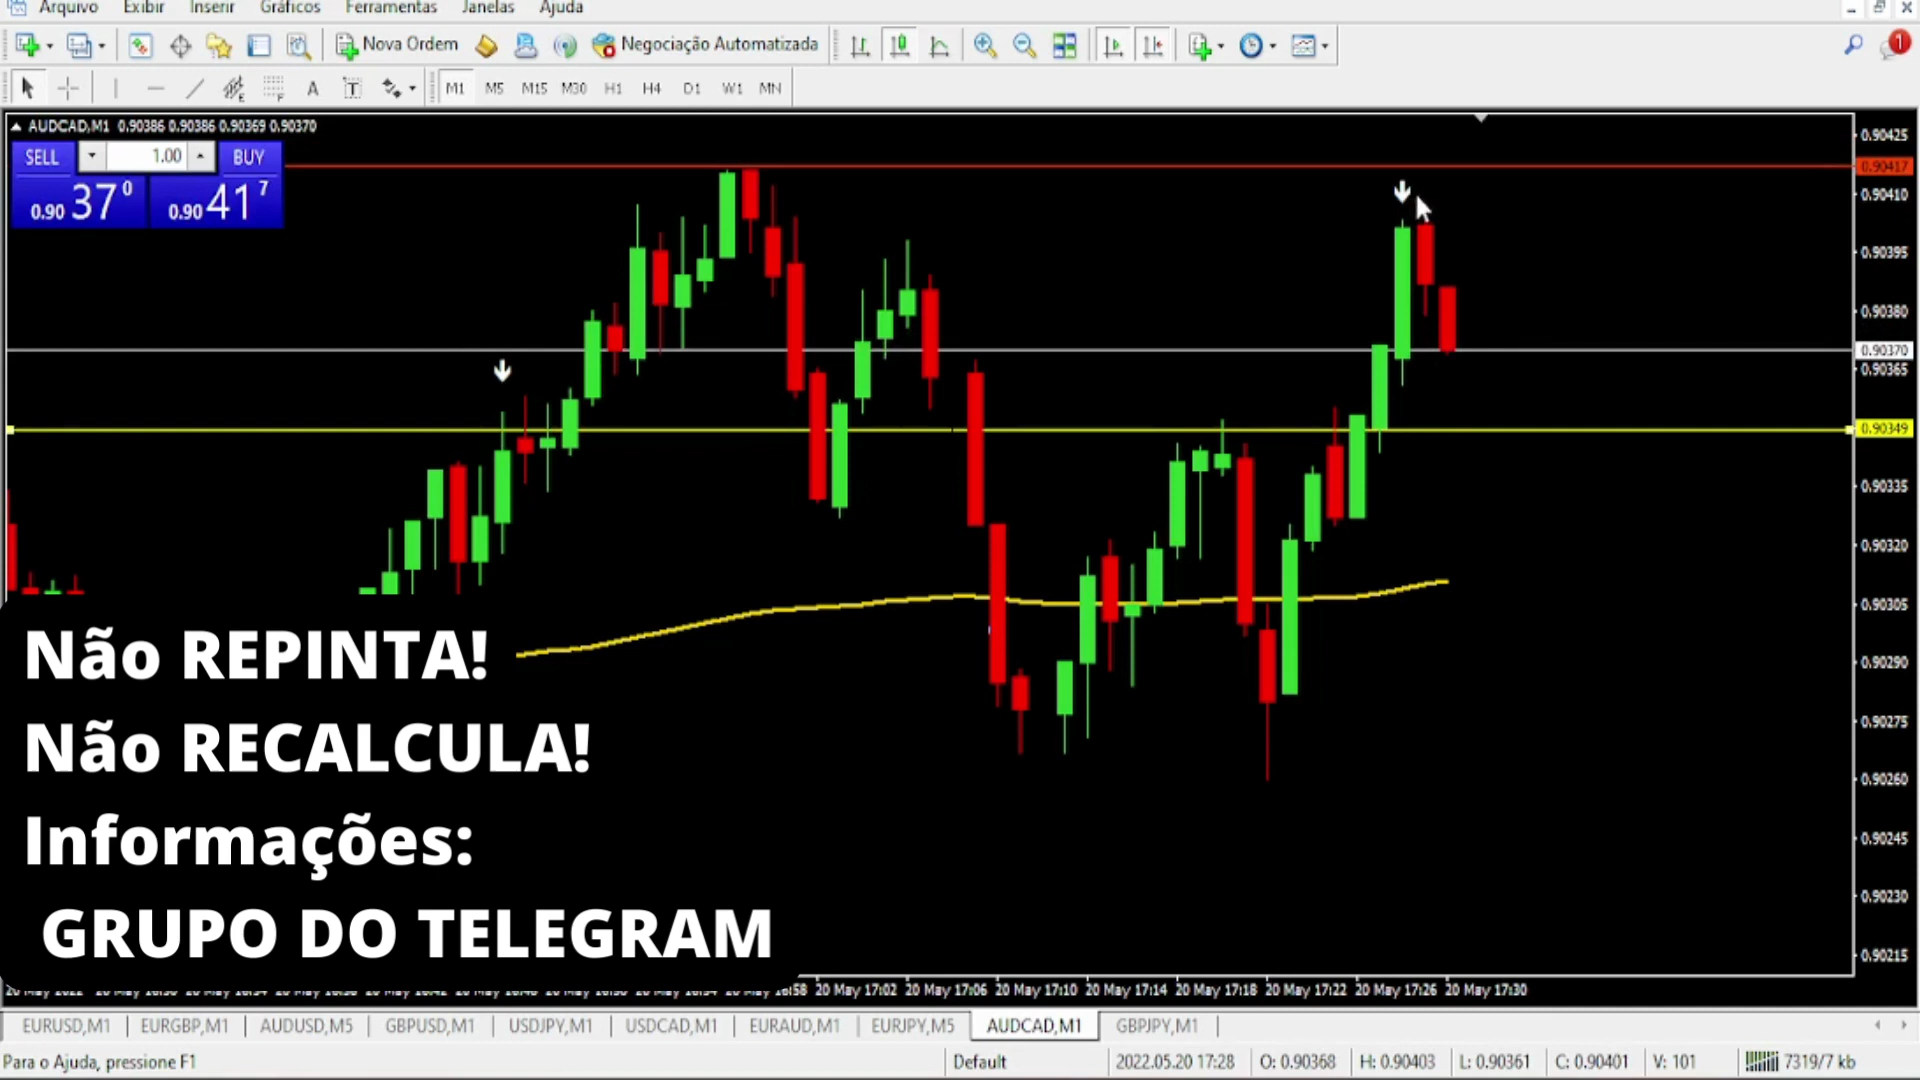 Arquivo Exibir Inserir Gráficos Ferramentas Janelas Ajuda
Nova Ordem Negociação Automatizada 1
A T M1 M5 M15 M30 H1 H4 D1 W1 MN
AUDCAD,M1 0.90386 0.90386 0.90369 0.90370
SELL 1.00 BUY
0.90 37 0 0.90 41 7
0.90425
0.90417
0.90410
0.90395
0.90380
0.90370
0.90365
0.90349
0.90335
0.90320
0.90305
0.90290
0.90275
0.90260
0.90245
0.90230
0.90215
Não REPINTA!
Não RECALCULA!
Informações:
GRUPO DO TELEGRAM
20 May 17:02 20 May 17:06 20 May 17:10 20 May 17:14 20 May 17:18 20 May 17:22 20 May 17:26 20 May 17:30
EURUSD,M1 EURGBP,M1 AUDUSD,M5 GBPUSD,M1 USDJPY,M1 USDCAD,M1 EURAUD,M1 EURJPY,M5 AUDCAD,M1 GBPJPY,M1
Para o Ajuda, pressione F1 Default 2022.05.20 17:28 O: 0.90368 H: 0.90403 L: 0.90361 C: 0.90401 V: 101 7319/7 kb